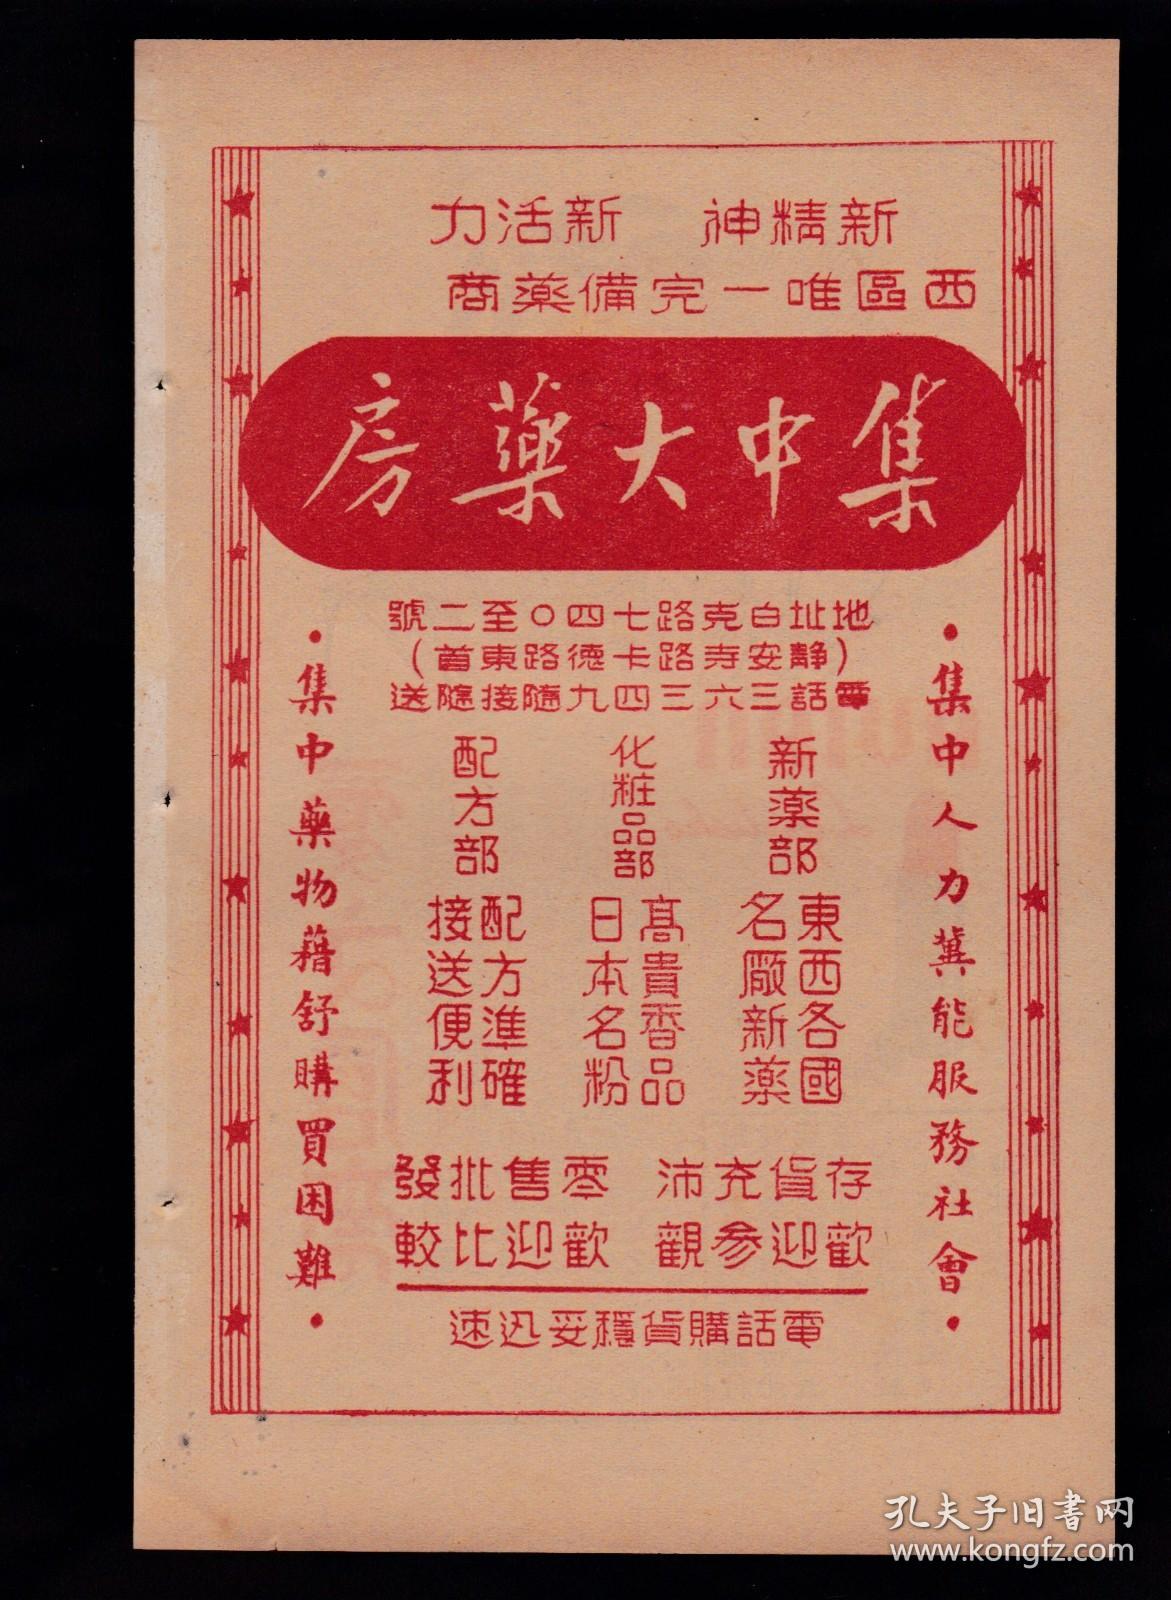 新精神　新活力
西區唯一完備藥商
集中大藥房
地址白克路七四〇至二號
(靜安寺路卡德路東首)
電話三六三四九隨接隨送
·集中人力冀能服務社會·
新藥部
東西各國
名廠新藥
化粧品部
高貴香品
日本名粉
配方部
配方準確
接送便利
·集中藥物藉舒購買困難·
存貨充沛　零售批發
歡迎參觀　歡迎比較
電話購貨穩妥迅速
孔夫子旧书网
www.kongfz.com